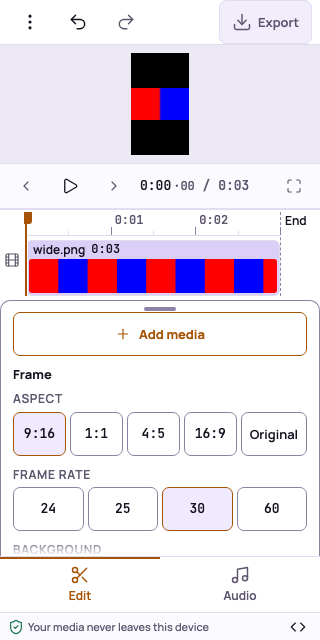 Export
0:00·00 / 0:03
0:01 0:02 End
wide.png 0:03
Add media
Frame
ASPECT
9:16 1:1 4:5 16:9 Original
FRAME RATE
24 25 30 60
BACKGROUND
Edit Audio
Your media never leaves this device